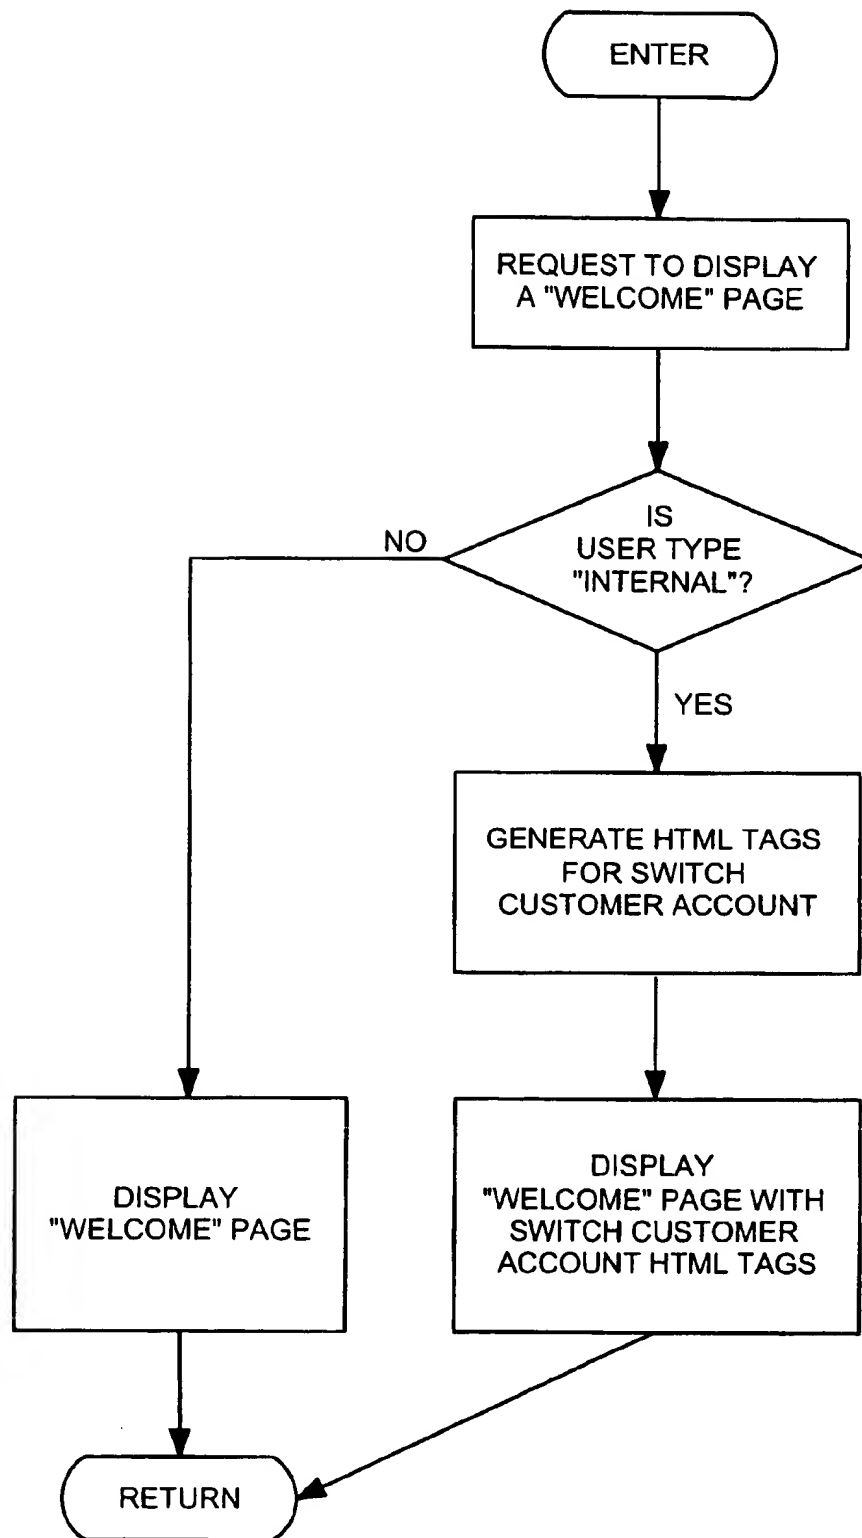 ENTER
REQUEST TO DISPLAY
A "WELCOME" PAGE
IS
USER TYPE
"INTERNAL"?
NO
YES
GENERATE HTML TAGS
FOR SWITCH
CUSTOMER ACCOUNT
DISPLAY
"WELCOME" PAGE
DISPLAY
"WELCOME" PAGE WITH
SWITCH CUSTOMER
ACCOUNT HTML TAGS
RETURN